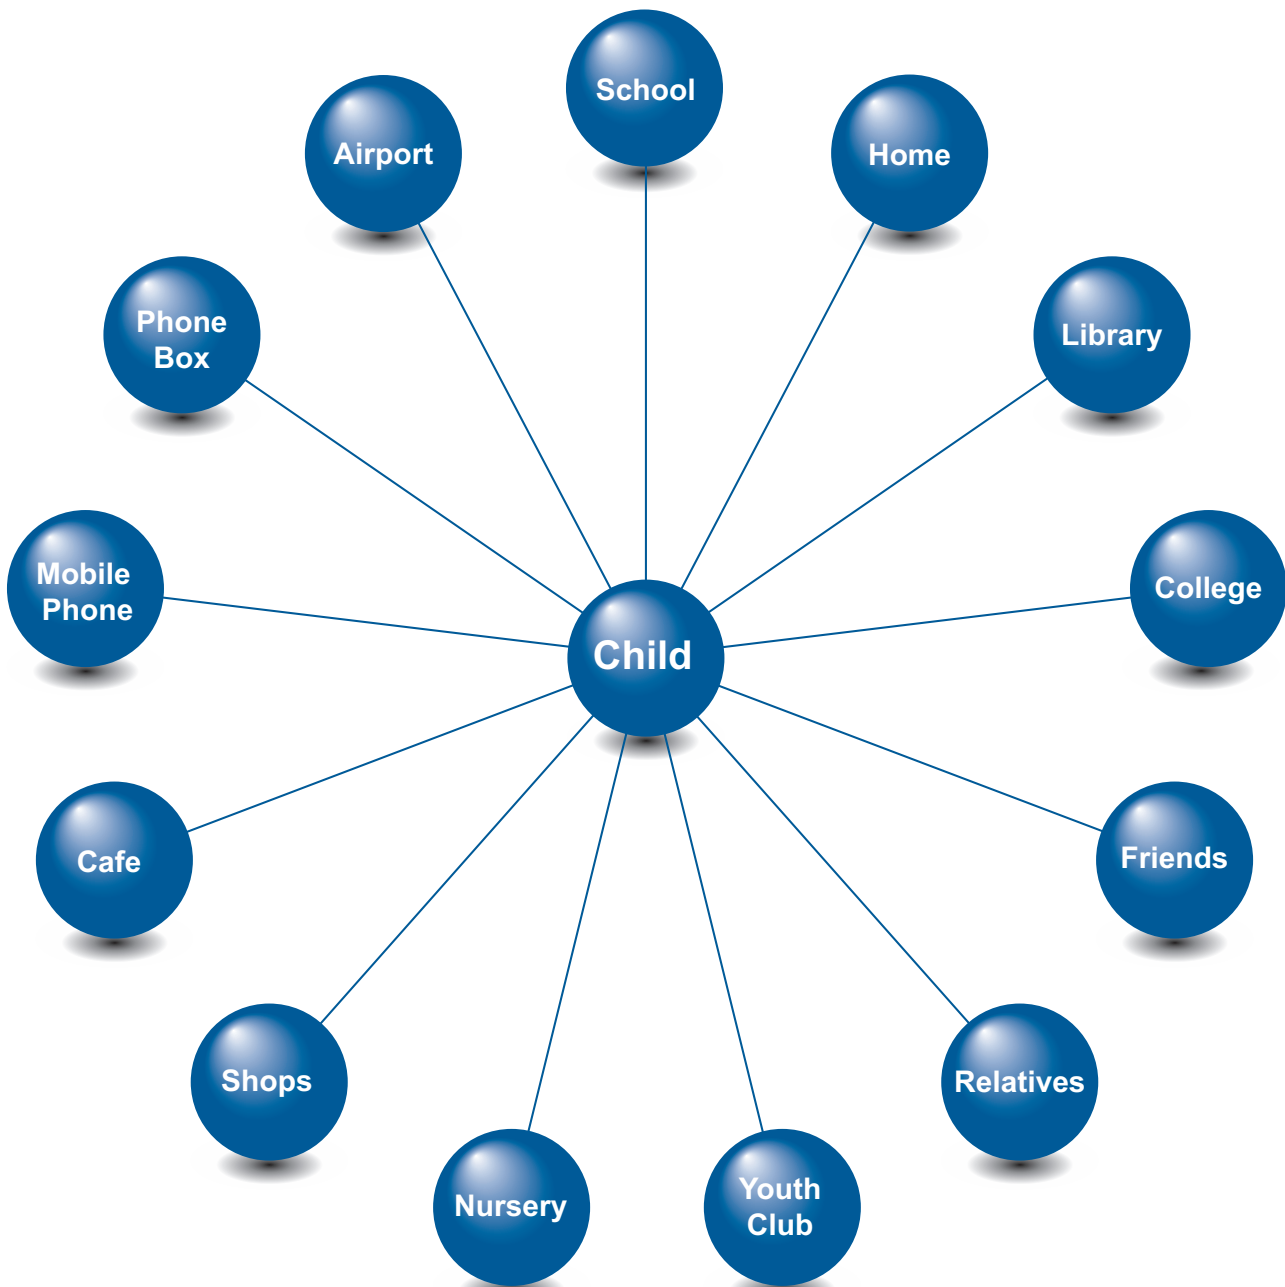 School
Airport
Home
Phone
Box
Library
Mobile
Phone
College
Child
Cafe
Friends
Shops
Relatives
Nursery
Youth
Club